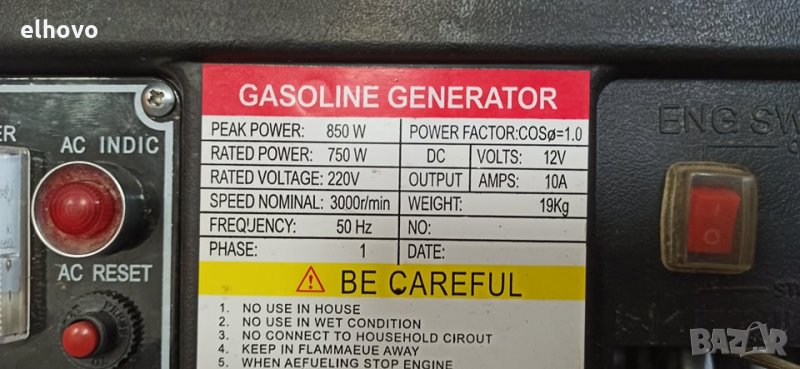 elhovo
GASOLINE GENERATOR
PEAK POWER: 850 W
POWER FACTOR:COSø=1.0
RATED POWER: 750 W
DC VOLTS: 12V
RATED VOLTAGE: 220V
OUTPUT AMPS: 10A
SPEED NOMINAL: 3000r/min
WEIGHT: 19Kg
FREQUENCY: 50 Hz
NO:
PHASE: 1
DATE:
BE CAREFUL
1. NO USE IN HOUSE
2. NO USE IN WET CONDITION
3. NO CONNECT TO HOUSEHOLD CIROUT
4. KEEP IN FLAMMAEUE AWAY
5. WHEN AEFUELING STOP ENGINE
AC INDIC
AC RESET
ENG SW
BAZAR